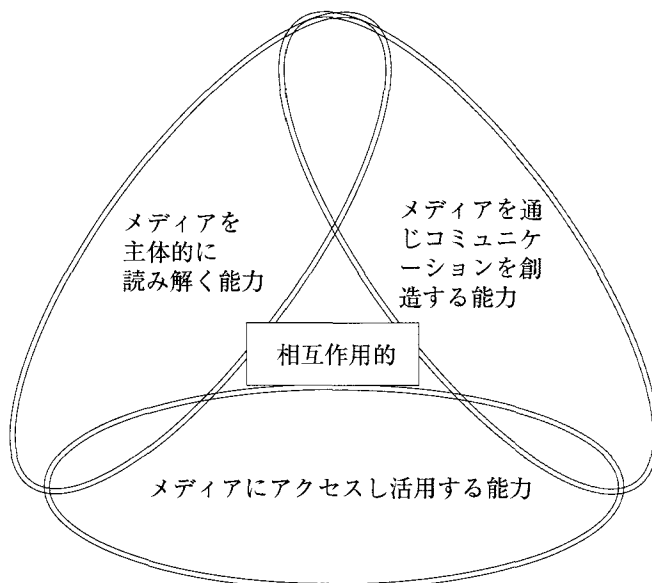 メディアを
主体的に
読み解く能力
メディアを通
じコミュニケ
ーションを創
造する能力
相互作用的
メディアにアクセスし活用する能力